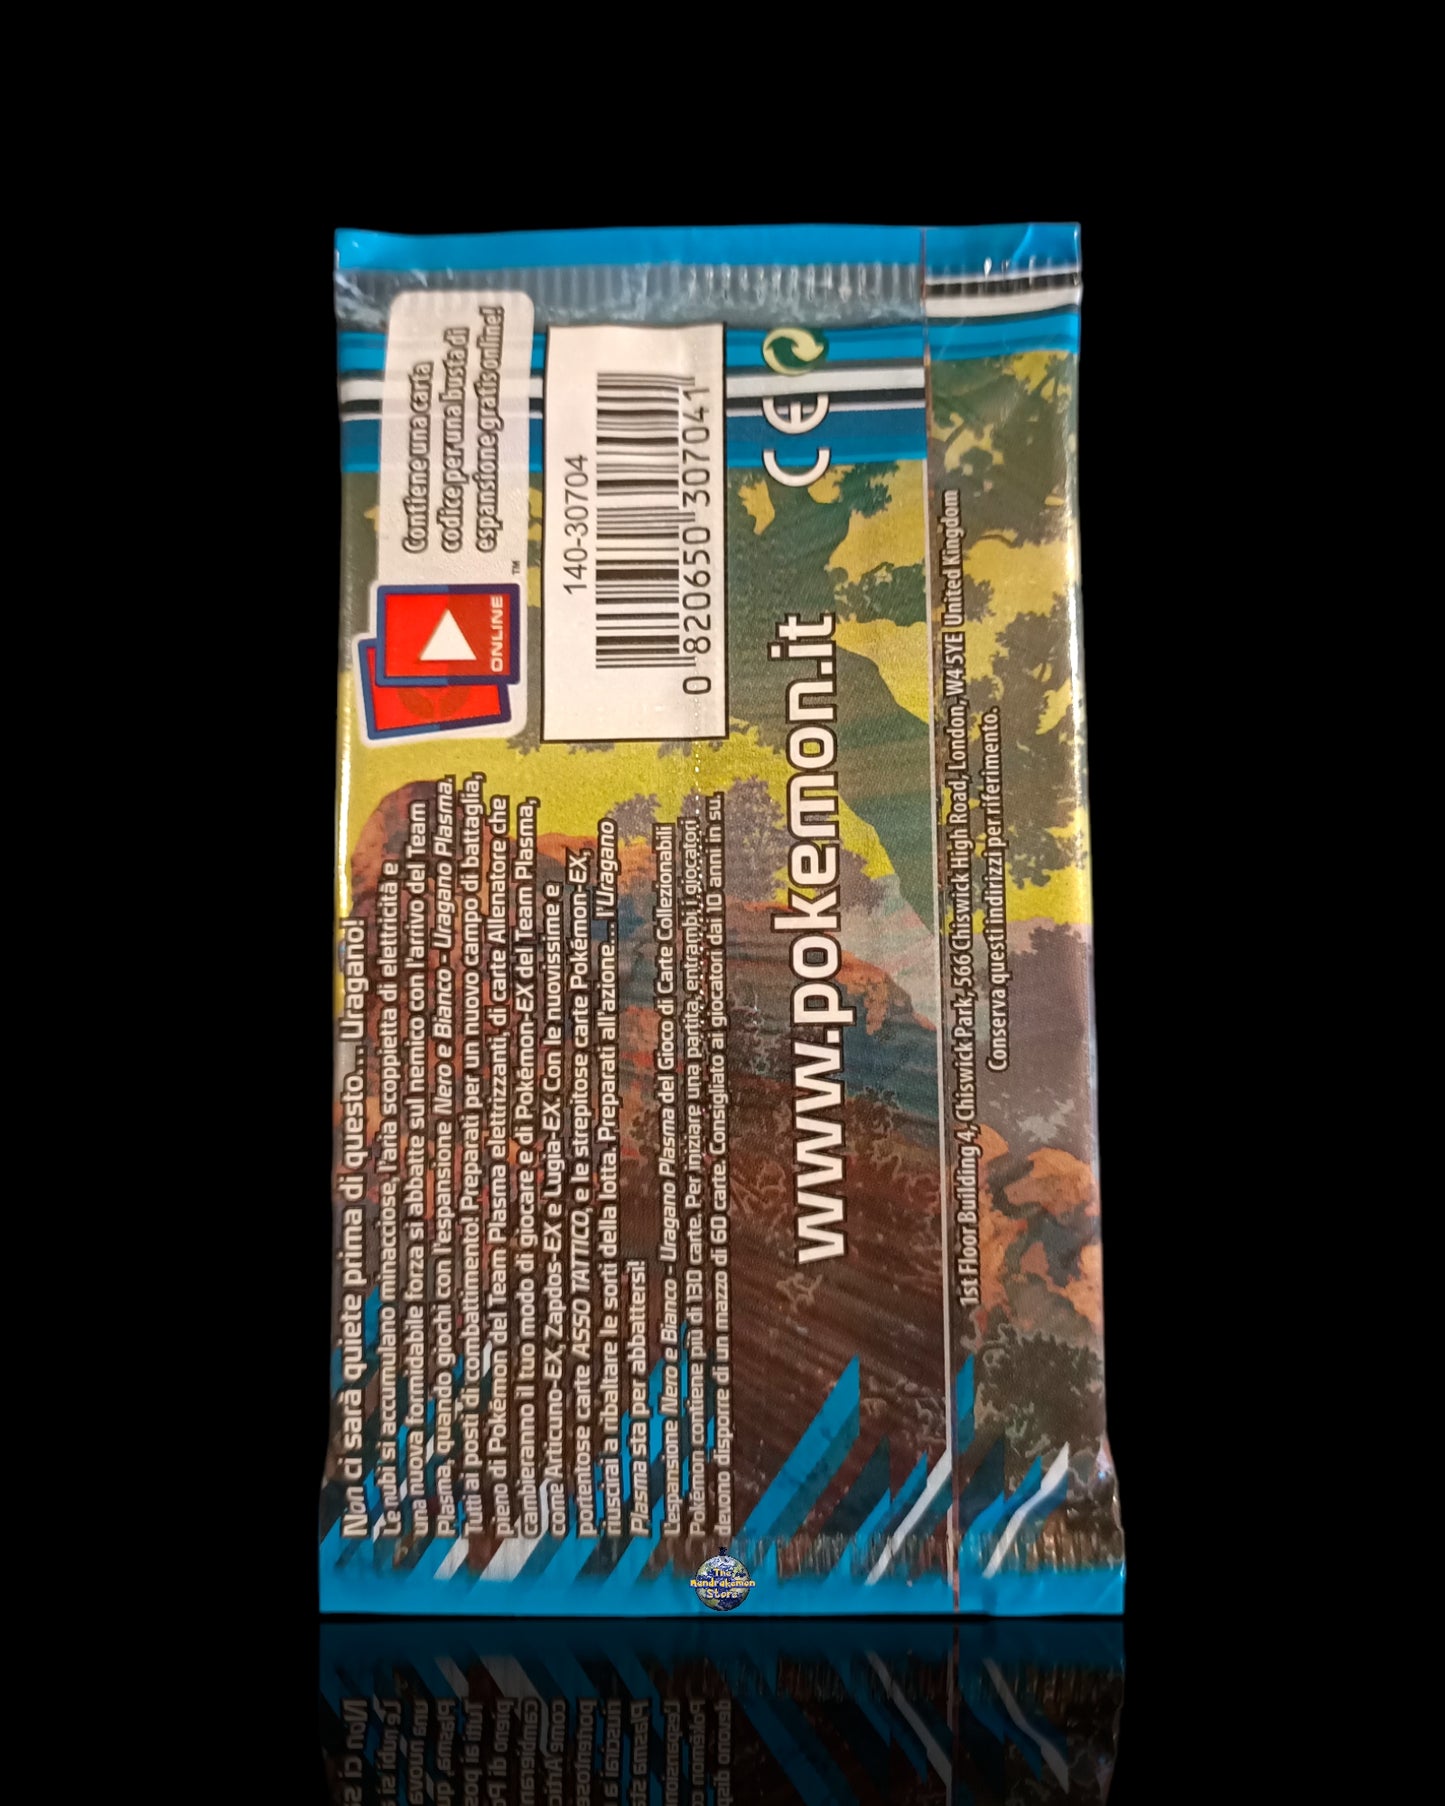 Non ci sarà quiete prima di questo... Uragano!
Le nubi si accumulano minacciose, l'aria scoppietta di elettricità e
una nuova formidabile forza si abbatte sul nemico con l'arrivo del Team
Plasma, quando giochi con l'espansione Nero e Bianco - Uragano Plasma.
Tutti ai posti di combattimento! Preparati per un nuovo campo di battaglia,
pieno di Pokémon del Team Plasma elettrizzanti, di carte Allenatore che
cambieranno il tuo modo di giocare e di Pokémon-EX del Team Plasma,
come Articuno-EX, Zapdos-EX e Lugia-EX. Con le nuovissime e
portentose carte ASSO TATTICO, e le strepitose carte Pokémon-EX,
riuscirai a ribaltare le sorti della lotta. Preparati all'azione... l'Uragano
Plasma sta per abbattersi!
L'espansione Nero e Bianco - Uragano Plasma del Gioco di Carte Collezionabili
Pokémon contiene più di 130 carte. Per iniziare una partita, entrambi i giocatori
devono disporre di un mazzo di 60 carte. Consigliato ai giocatori dai 10 anni in su.
ONLINE
TM
Contiene una carta
codice per una busta di
espansione gratis online!
140-30704
0 820650 307041
www.pokemon.it
CE
1st Floor Building 4, Chiswick Park, 566 Chiswick High Road, London, W4 5YE United Kingdom
Conserva questi indirizzi per riferimento.
The
Mandrakemon
Store